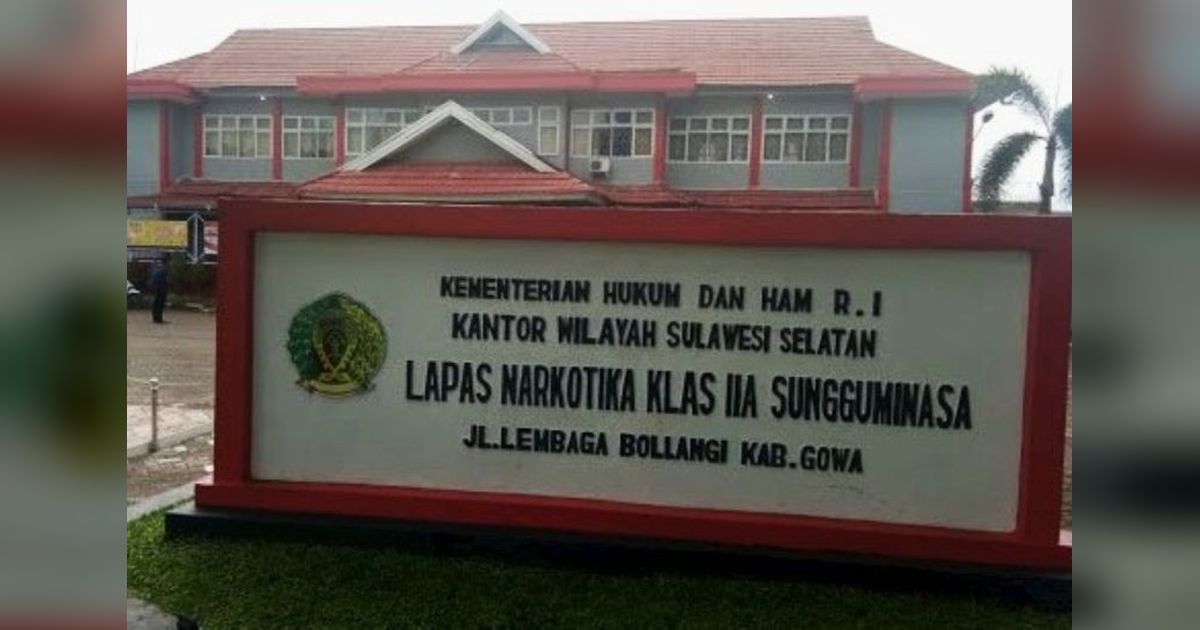 KEMENTERIAN HUKUM DAN HAM R.I
KANTOR WILAYAH SULAWESI SELATAN
LAPAS NARKOTIKA KLAS IIA SUNGGUMINASA
JL.LEMBAGA BOLLANGI KAB.GOWA